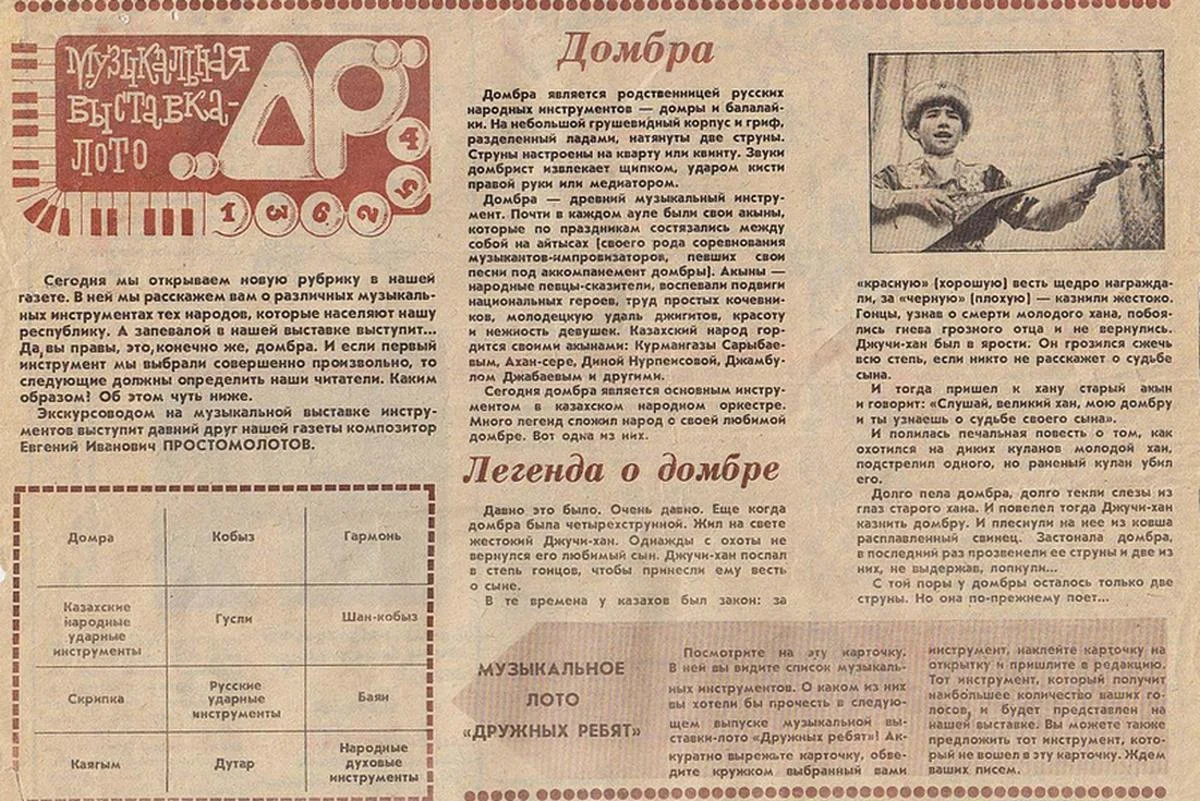 МУЗЫКАЛЬНАЯ
ВЫСТАВКА-
ЛОТО
ДР
4
5
1 3 6 2
Сегодня мы открываем новую рубрику в нашей
газете. В ней мы расскажем вам о различных музыкаль-
ных инструментах тех народов, которые населяют нашу
республику. А запевалой в нашей выставке выступит...
Да, вы правы, это, конечно же, домбра. И если первый
инструмент мы выбрали совершенно произвольно, то
следующие должны определить наши читатели. Каким
образом? Об этом чуть ниже.
Экскурсоводом на музыкальной выставке инстру-
ментов выступит давний друг нашей газеты композитор
Евгений Иванович ПРОСТОМОЛОТОВ.
Домра
Кобыз
Гармонь
Казахские
народные
ударные
инструменты
Гусли
Шан-кобыз
Скрипка
Русские
ударные
инструменты
Баян
Каягым
Дутар
Народные
духовые
инструменты
Домбра
Домбра является родственницей русских
народных инструментов — домры и балалай-
ки. На небольшой грушевидный корпус и гриф,
разделенный ладами, натянуты две струны.
Струны настроены на кварту или квинту. Звуки
домбрист извлекает щипком, ударом кисти
правой руки или медиатором.
Домбра — древний музыкальный инстру-
мент. Почти в каждом ауле были свои акыны,
которые по праздникам состязались между
собой на айтысах (своего рода соревнования
музыкантов-импровизаторов, певших свои
песни под аккомпанемент домбры). Акыны —
народные певцы-сказители, воспевали подвиги
национальных героев, труд простых кочевни-
ков, молодецкую удаль джигитов, красоту
и нежность девушек. Казахский народ гор-
дится своими акынами: Курмангазы Сарыбае-
вым, Ахан-сере, Диной Нурпеисовой, Джамбу-
лом Джабаевым и другими.
Сегодня домбра является основным инстру-
ментом в казахском народном оркестре.
Много легенд сложил народ о своей любимой
домбре. Вот одна из них.
Легенда о домбре
Давно это было. Очень давно. Еще когда
домбра была четырехструнной. Жил на свете
жестокий Джучи-хан. Однажды с охоты не
вернулся его любимый сын. Джучи-хан послал
в степь гонцов, чтобы принесли ему весть
о сыне.
В те времена у казахов был закон: за
«красную» (хорошую) весть щедро награжда-
ли, за «черную» (плохую) — казнили жестоко.
Гонцы, узнав о смерти молодого хана, побоя-
лись гнева грозного отца и не вернулись.
Джучи-хан был в ярости. Он грозился сжечь
всю степь, если никто не расскажет о судьбе
сына.
И тогда пришел к хану старый акын
и говорит: «Слушай, великий хан, мою домбру
и ты узнаешь о судьбе своего сына».
И полилась печальная повесть о том, как
охотился на диких куланов молодой хан,
подстрелил одного, но раненый кулан убил
его.
Долго пела домбра, долго текли слезы из
глаз старого хана. И повелел тогда Джучи-хан
казнить домбру. И плеснули на нее из ковша
расплавленный свинец. Застонала домбра,
в последний раз прозвенели ее струны и две из
них, не выдержав, лопнули...
С той поры у домбры осталось только две
струны. Но она по-прежнему поет...
МУЗЫКАЛЬНОЕ
ЛОТО
«ДРУЖНЫХ РЕБЯТ»
Посмотрите на эту карточку.
В ней вы видите список музыкаль-
ных инструментов. О каком из них
вы хотели бы прочесть в следую-
щем выпуске музыкальной вы-
ставки-лото «Дружных ребят»! Ак-
куратно вырежьте карточку, обве-
дите кружком выбранный вами
инструмент, наклейте карточку на
открытку и пришлите в редакцию.
Тот инструмент, который получит
наибольшее количество ваших го-
лосов, и будет представлен на
нашей выставке. Вы можете также
предложить тот инструмент, кото-
рый не вошел в эту карточку. Ждем
ваших писем.